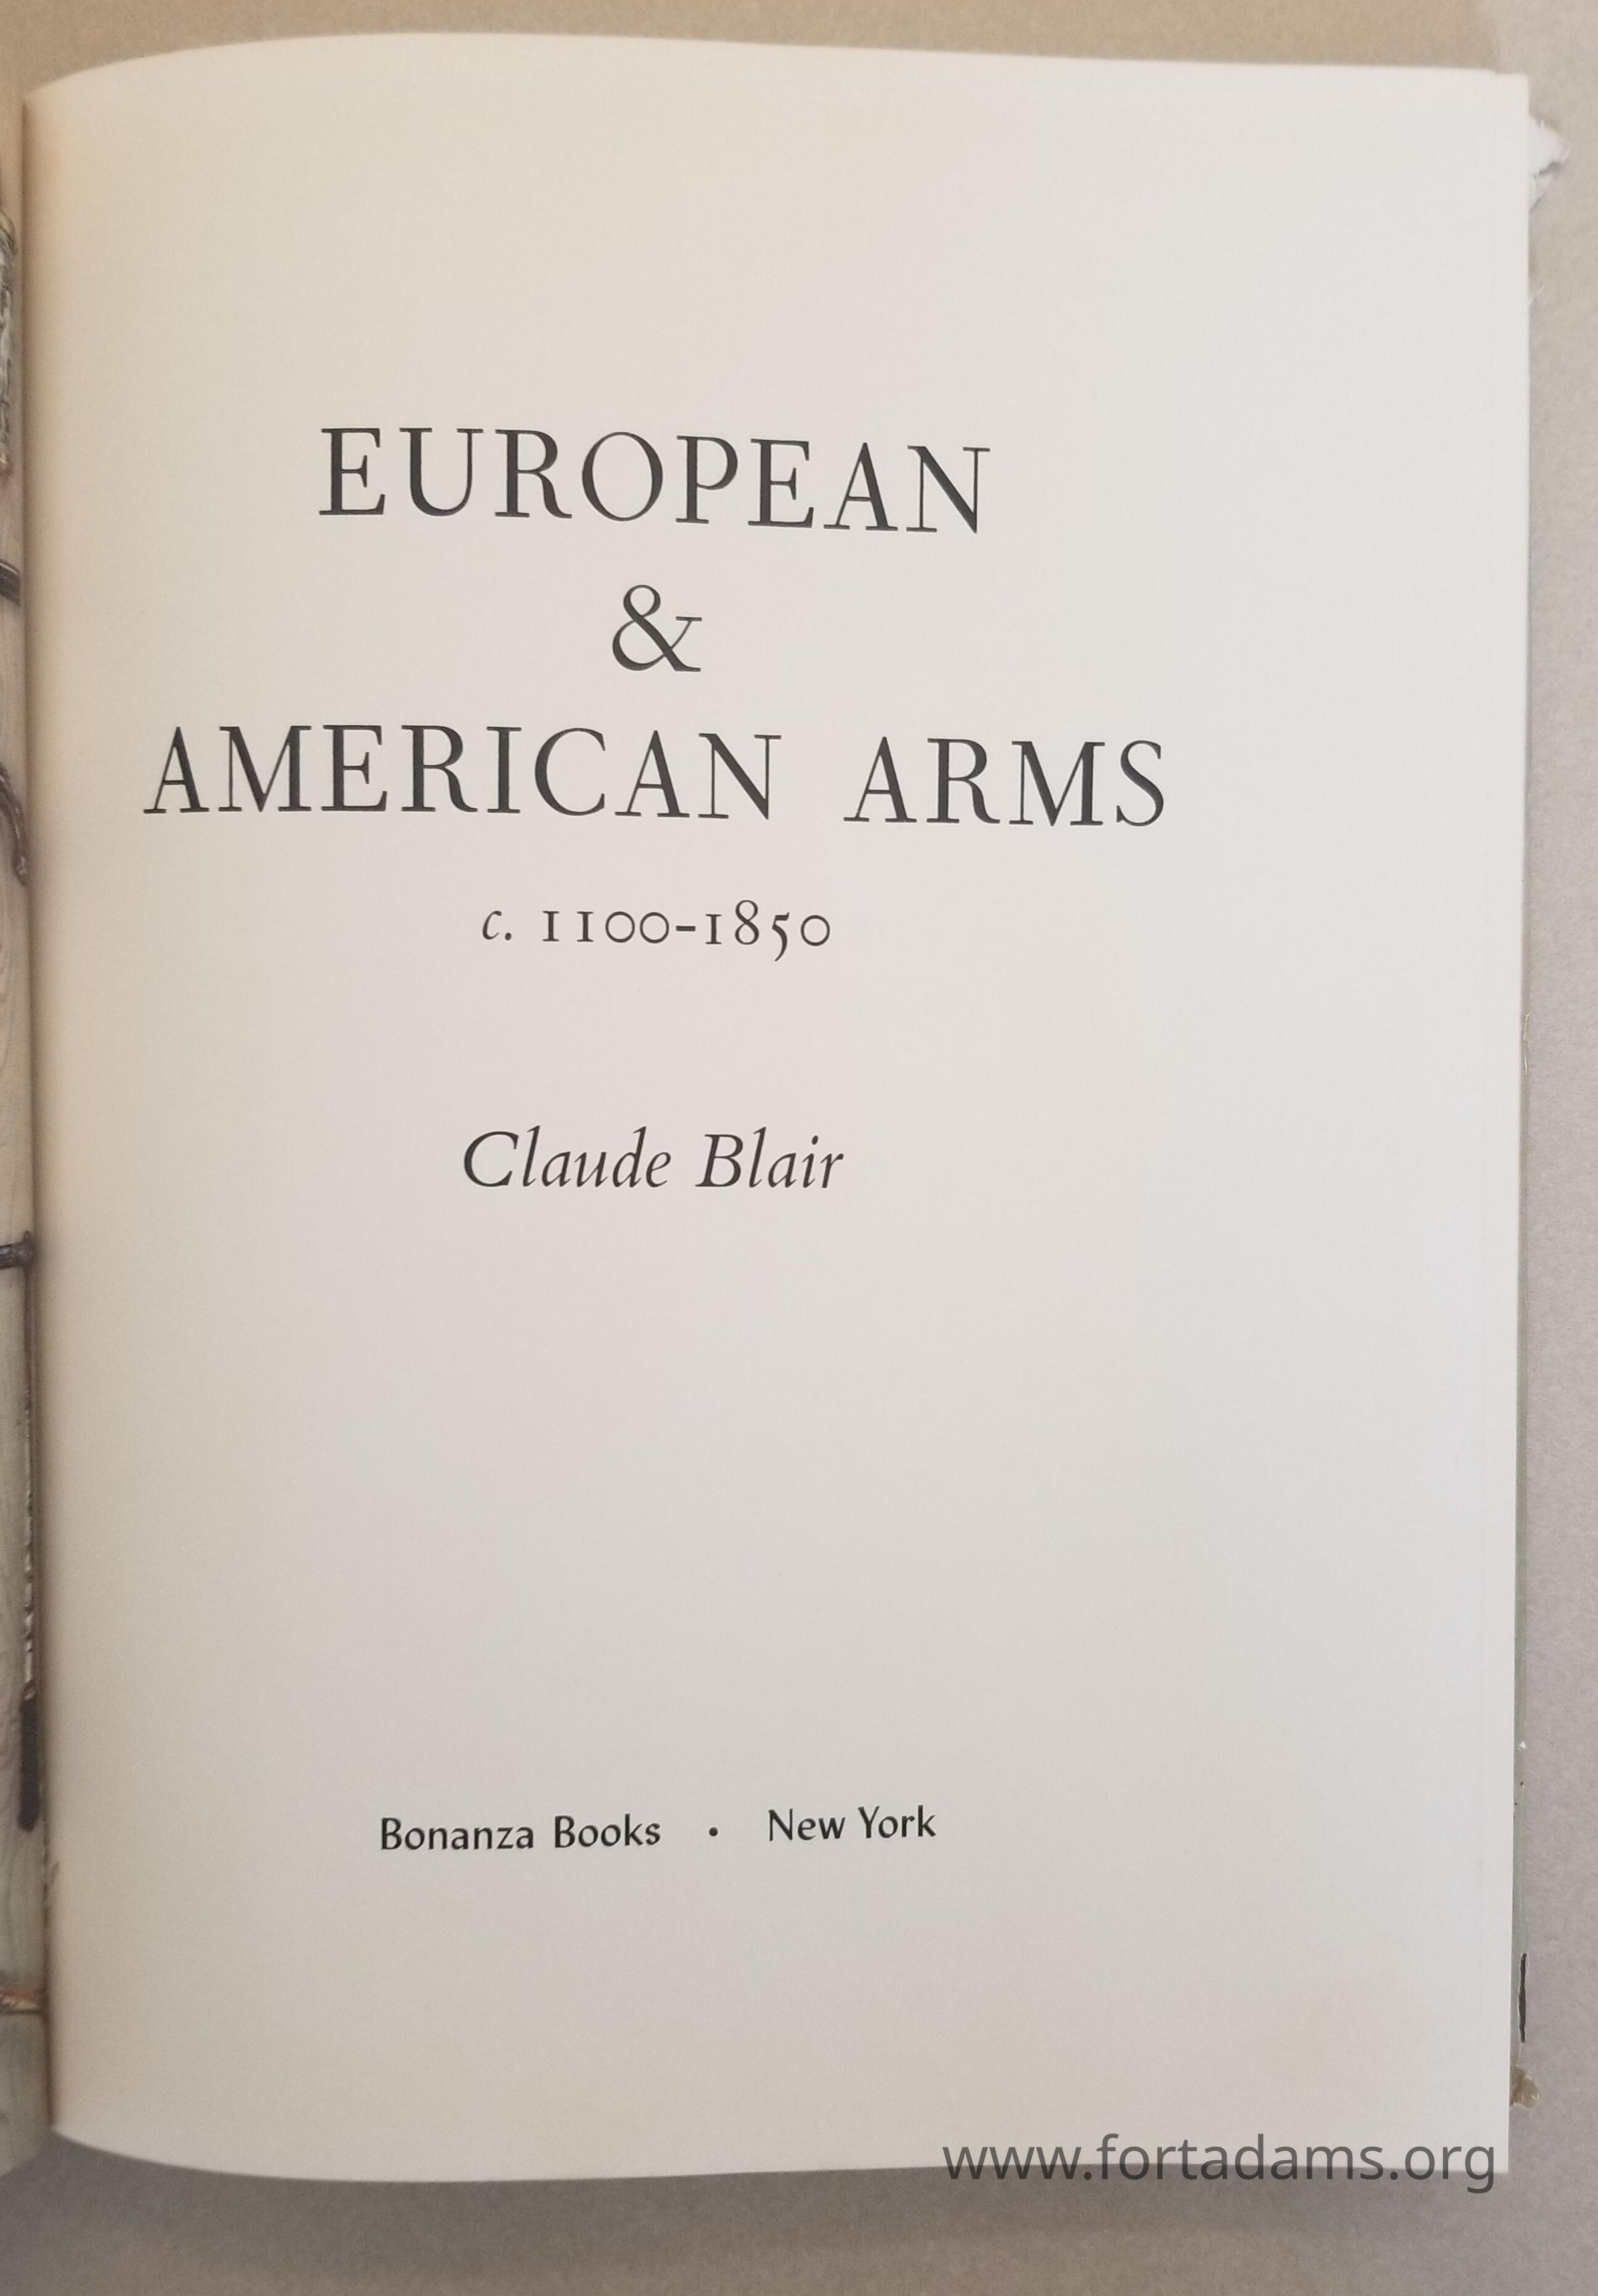 EUROPEAN
&
AMERICAN ARMS
c. 1100-1850
Claude Blair
Bonanza Books • New York
www.fortadams.org